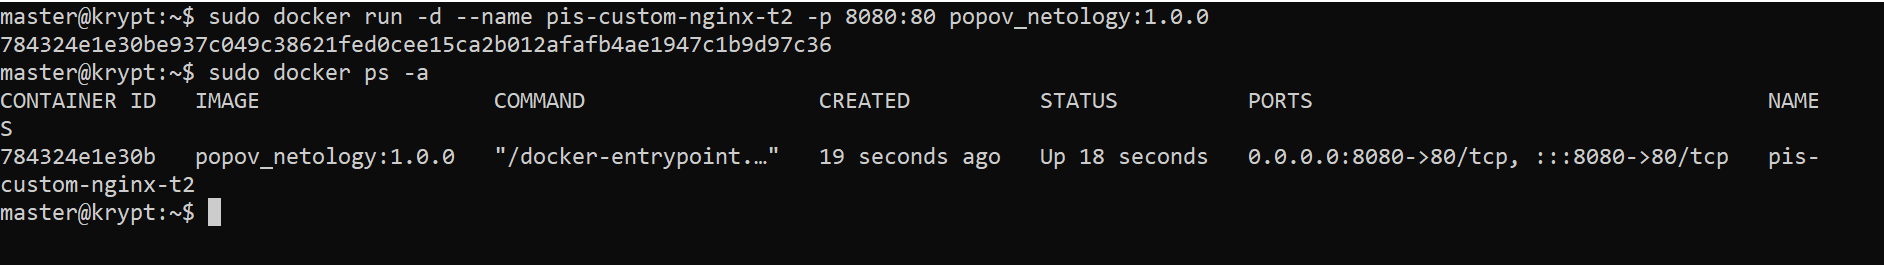 master@krypt:~$ sudo docker run -d --name pis-custom-nginx-t2 -p 8080:80 popov_netology:1.0.0
784324e1e30be937c049c38621fed0cee15ca2b012afafb4ae1947c1b9d97c36
master@krypt:~$ sudo docker ps -a
CONTAINER ID   IMAGE                  COMMAND                  CREATED          STATUS          PORTS                                   NAME
S
784324e1e30b   popov_netology:1.0.0   "/docker-entrypoint.…"   19 seconds ago   Up 18 seconds   0.0.0.0:8080->80/tcp, :::8080->80/tcp   pis-
custom-nginx-t2
master@krypt:~$